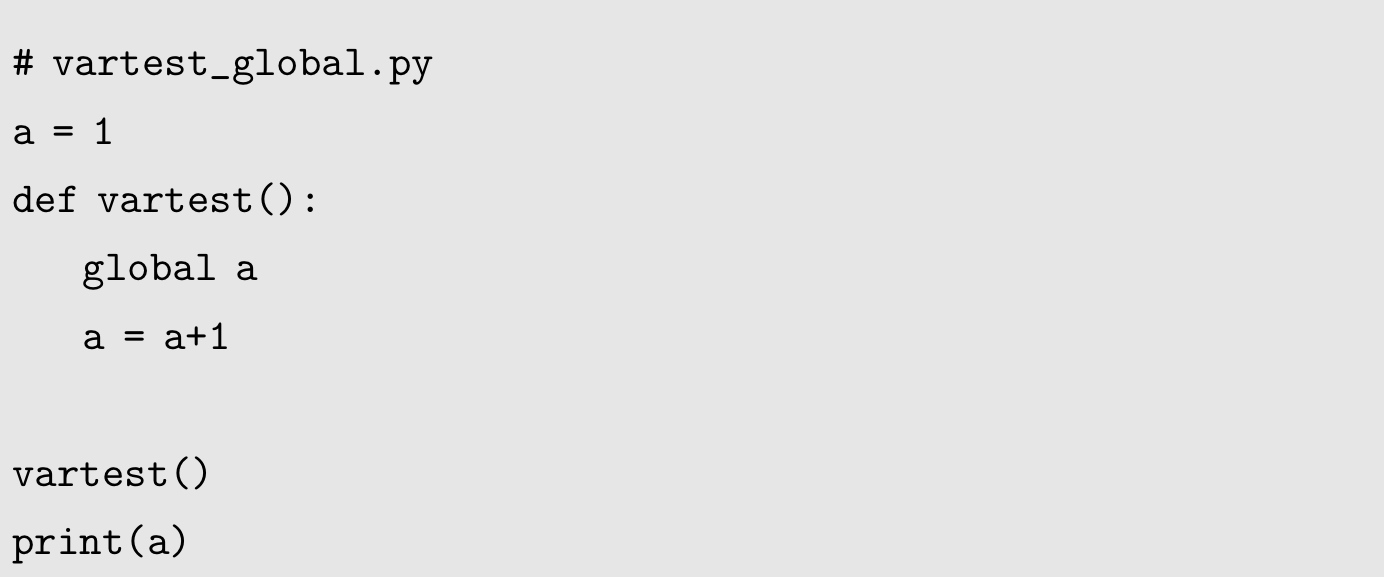 # vartest_global.py
a = 1
def vartest():
    global a
    a = a+1

vartest()
print(a)